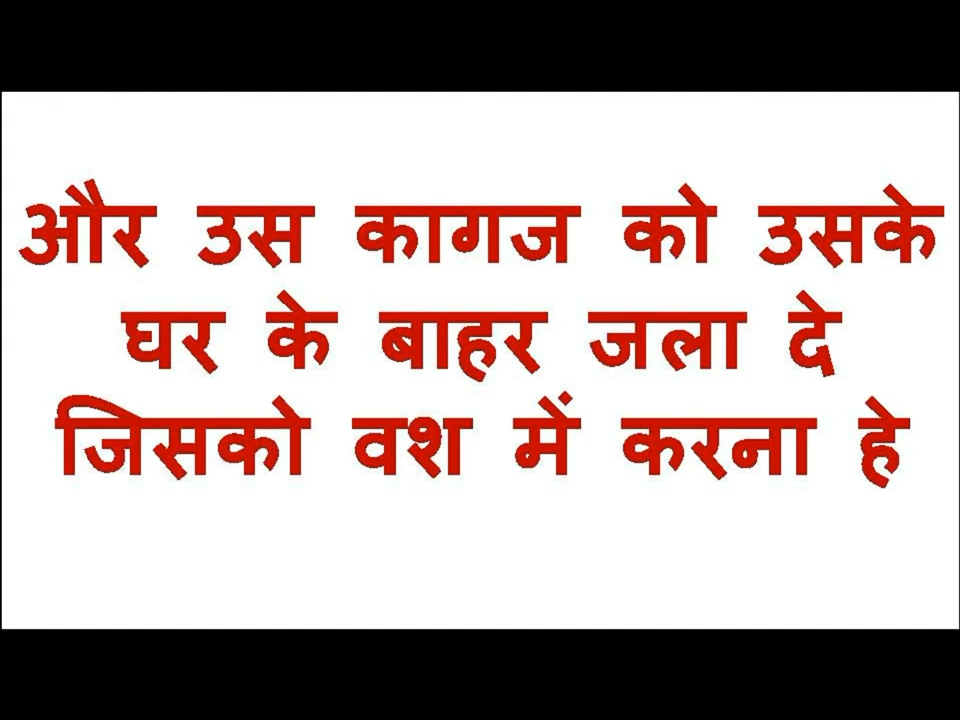 और उस कागज को उसके
घर के बाहर जला दे
जिसको वश में करना हे